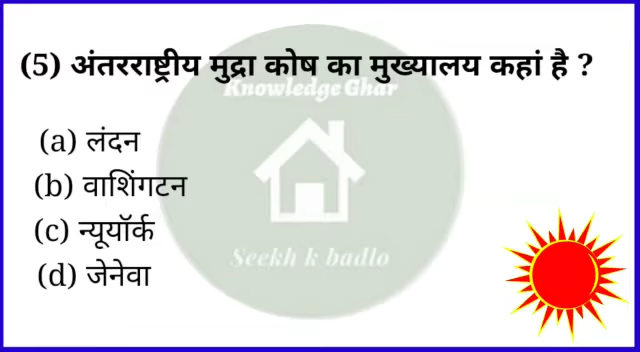 (5) अंतरराष्ट्रीय मुद्रा कोष का मुख्यालय कहां है ?
Knowledge Ghar
(a) लंदन
(b) वाशिंगटन
(c) न्यूयॉर्क
Seekh k badlo
(d) जेनेवा